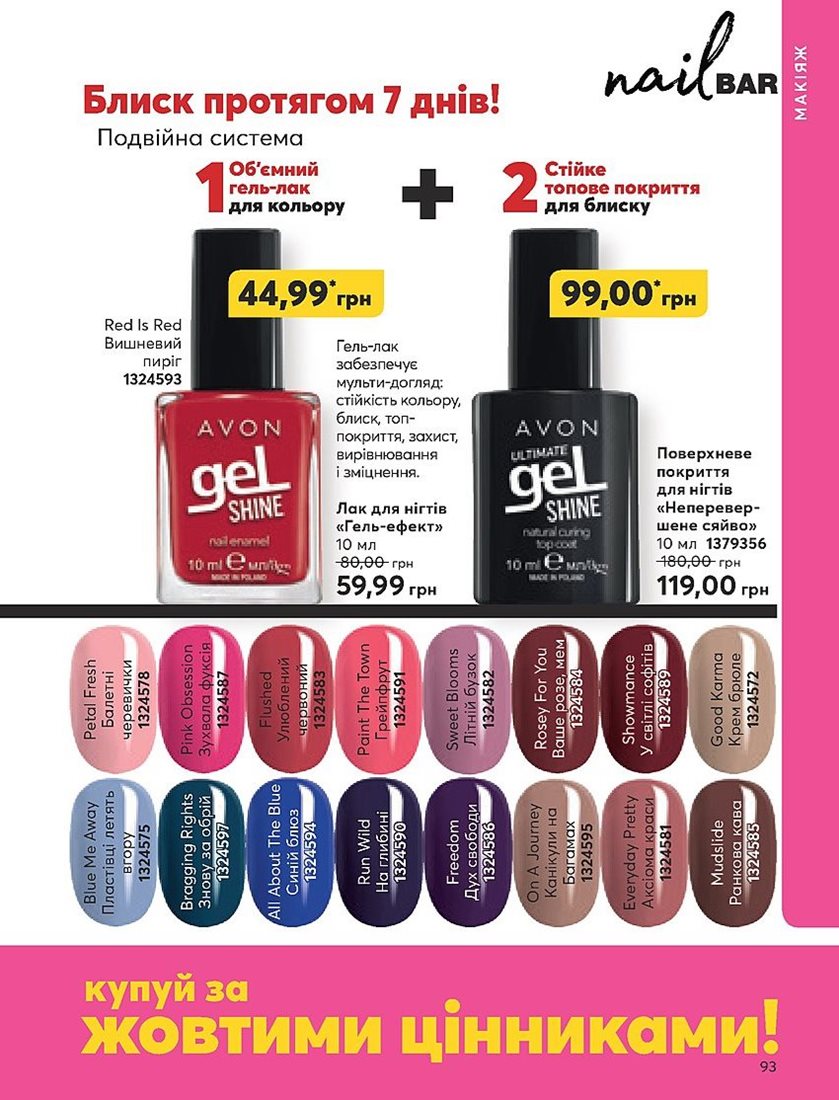 nail BAR
МАКІЯЖ
Блиск протягом 7 днів!
Подвійна система
1 Об'ємний
гель-лак
для кольору
+
2 Стійке
топове покриття
для блиску
44,99* грн
99,00* грн
Red Is Red
Вишневий
пиріг
1324593
AVON
gel
SHINE
nail enamel
10 ml e мл/
MADE IN POLAND
Гель-лак
забезпечує
мульти-догляд:
стійкість кольору,
блиск, топ-
покриття, захист,
вирівнювання
і зміцнення.
Лак для нігтів
«Гель-ефект»
10 мл
80,00 грн
59,99 грн
AVON
ULTIMATE
gel
SHINE
natural curing
top coat
10 ml e мл/
MADE IN POLAND
Поверхневе
покриття
для нігтів
«Неперевер-
шене сяйво»
10 мл 1379356
180,00 грн
119,00 грн
Petal Fresh
Балетні
черевички
1324578
Pink Obsession
Зухвала фуксія
1324587
Flushed
Улюблений
червоний
1324583
Paint The Town
Грейпфрут
1324591
Sweet Blooms
Літній бузок
1324582
Rosey For You
Ваше розе, мем
1324584
Showmance
У світлі софітів
1324589
Good Karma
Крем брюле
1324572
Blue Me Away
Пластівці летять
вгору
1324575
Bragging Rights
Знову за обрій
1324597
All About The Blue
Синій блюз
1324594
Run Wild
На глибині
1324590
Freedom
Дух свободи
1324586
On A Journey
Канікули на
Багамах
1324595
Everyday Pretty
Аксіома краси
1324581
Mudslide
Ранкова кава
1324585
купуй за
жовтими цінниками!
93